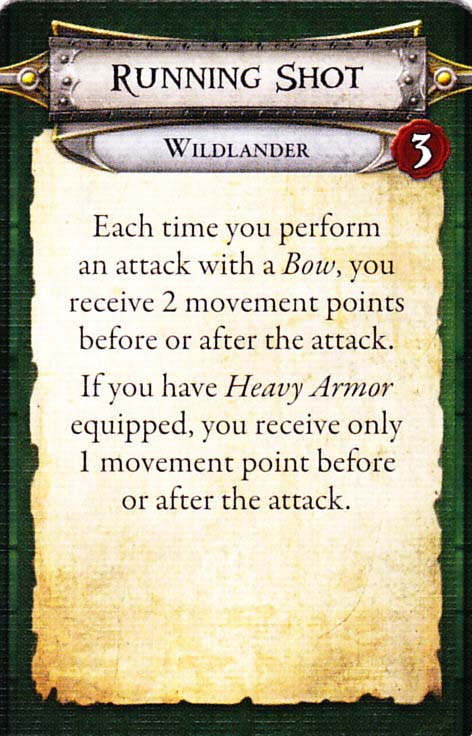 Running Shot
Wildlander
3
Each time you perform
an attack with a Bow, you
receive 2 movement points
before or after the attack.
If you have Heavy Armor
equipped, you receive only
1 movement point before
or after the attack.